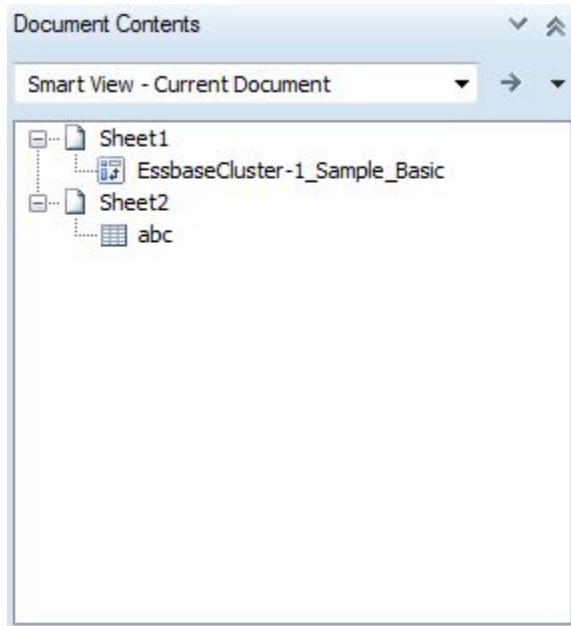 Document Contents
Smart View - Current Document
Sheet1
EssbaseCluster-1_Sample_Basic
Sheet2
abc